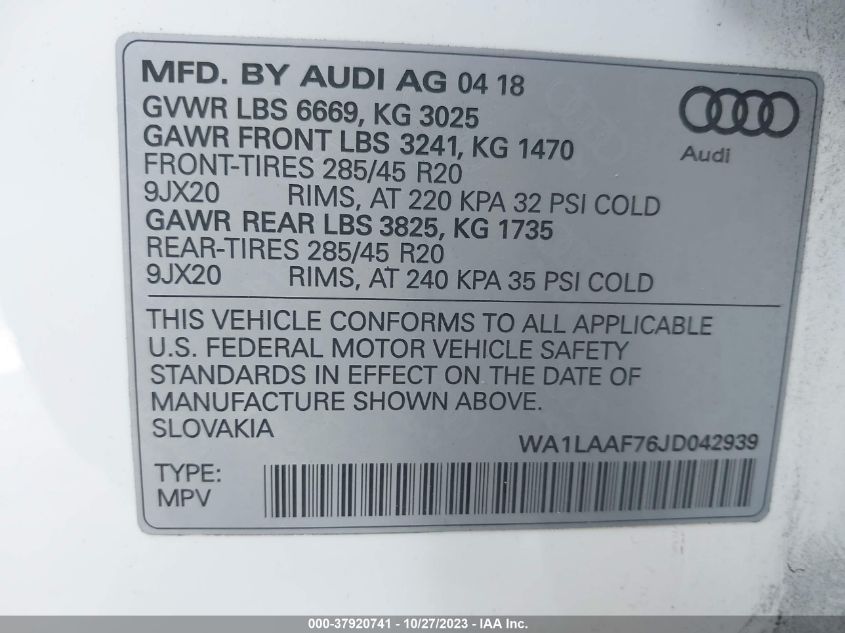 MFD. BY AUDI AG 04 18
GVWR LBS 6669, KG 3025
GAWR FRONT LBS 3241, KG 1470
FRONT-TIRES 285/45 R20
9JX20 RIMS, AT 220 KPA 32 PSI COLD
GAWR REAR LBS 3825, KG 1735
REAR-TIRES 285/45 R20
9JX20 RIMS, AT 240 KPA 35 PSI COLD
Audi
THIS VEHICLE CONFORMS TO ALL APPLICABLE
U.S. FEDERAL MOTOR VEHICLE SAFETY
STANDARDS IN EFFECT ON THE DATE OF
MANUFACTURE SHOWN ABOVE.
SLOVAKIA
WA1LAAF76JD042939
TYPE:
MPV
000-37920741 - 10/27/2023 - IAA Inc.